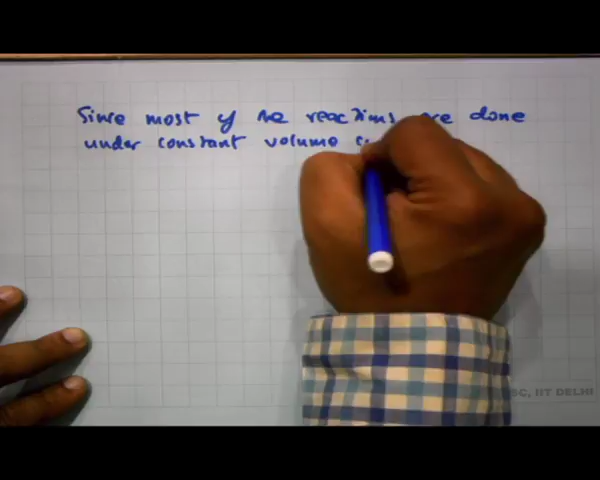 Since most of the reactions are done
under constant volume
SC, IIT DELHI